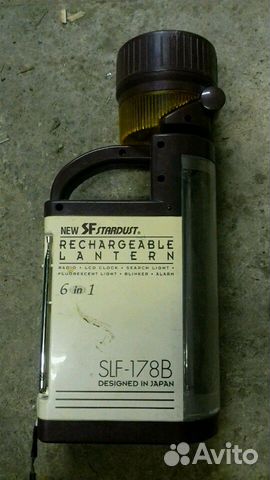 NEW SF STARDUST®
RECHARGEABLE
LANTERN
RADIO • LCD CLOCK • SEARCH LIGHT •
FLUORESCENT LIGHT • BLINKER • ALARM
6 in 1
SLF-178B
DESIGNED IN JAPAN
Avito